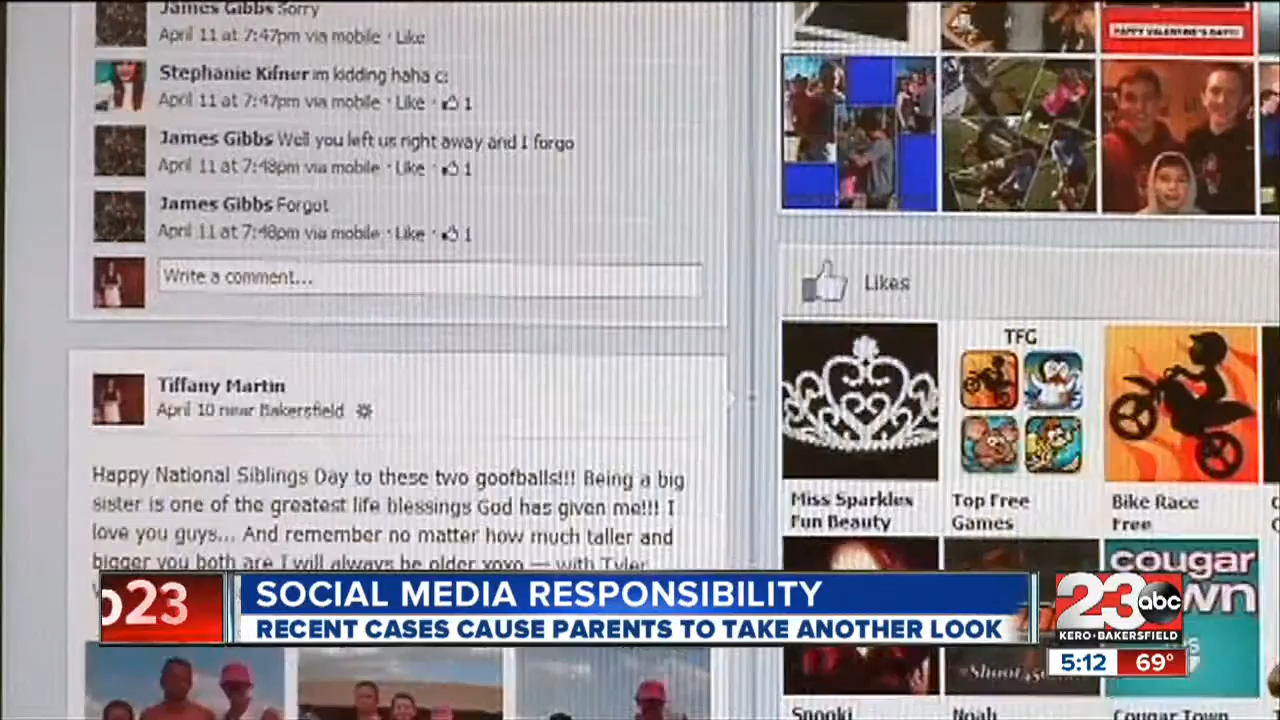 James Gibbs Sorry
April 11 at 7:47pm via mobile · Like
Stephanie Kifner im kidding haha c:
April 11 at 7:47pm via mobile · Like · 1
James Gibbs Well you left us right away and I forgo
April 11 at 7:48pm via mobile · Like · 1
James Gibbs Forgot
April 11 at 7:48pm via mobile · Like · 1
Write a comment...
Tiffany Martin
April 10 near Bakersfield
Happy National Siblings Day to these two goofballs!!! Being a big
sister is one of the greatest life blessings God has given me!!! I
love you guys... And remember no matter how much taller and
bigger you both are I will always be older xoxo — with Tyler
HAPPY VALENTINE'S DAY!!!
Likes
TFG
Miss Sparkles
Fun Beauty
Top Free
Games
Bike Race
Free
cougar
Snooki
Noah
Cougar Town
23
SOCIAL MEDIA RESPONSIBILITY
RECENT CASES CAUSE PARENTS TO TAKE ANOTHER LOOK
23 abc
KERO·BAKERSFIELD
5:12 69°